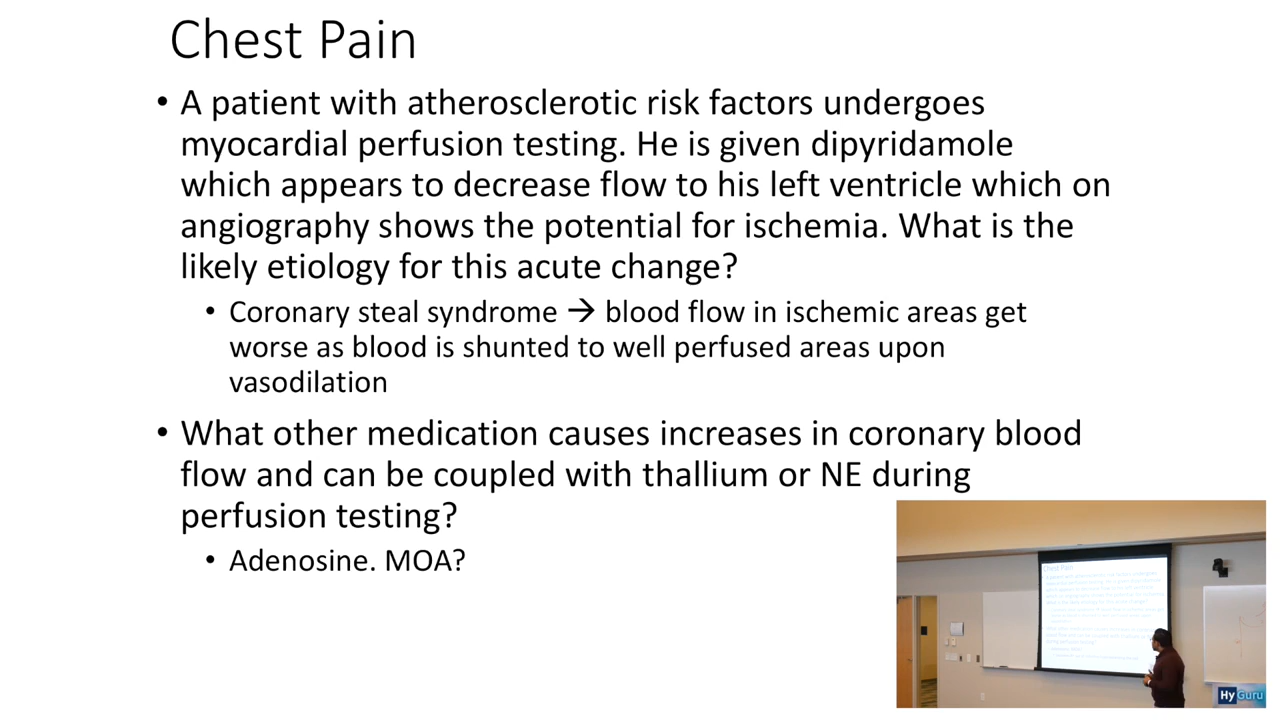 Chest Pain
• A patient with atherosclerotic risk factors undergoes
myocardial perfusion testing. He is given dipyridamole
which appears to decrease flow to his left ventricle which on
angiography shows the potential for ischemia. What is the
likely etiology for this acute change?
• Coronary steal syndrome → blood flow in ischemic areas get
worse as blood is shunted to well perfused areas upon
vasodilation
• What other medication causes increases in coronary blood
flow and can be coupled with thallium or NE during
perfusion testing?
• Adenosine. MOA?
Chest Pain
HyGuru